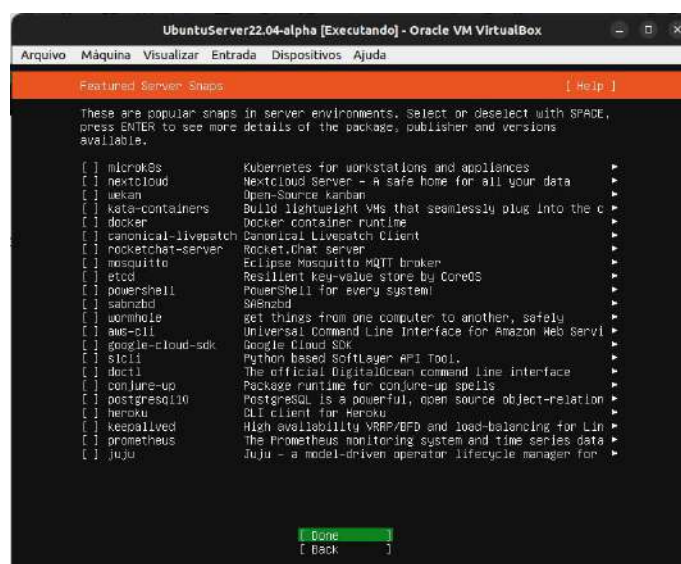 UbuntuServer22.04-alpha [Executando] - Oracle VM VirtualBox
Arquivo Máquina Visualizar Entrada Dispositivos Ajuda
Featured Server Snaps [ Help ]
These are popular snaps in server environments. Select or deselect with SPACE,
press ENTER to see more details of the package, publisher and versions
available.
[ ] microk8s Kubernetes for workstations and appliances ▸
[ ] nextcloud Nextcloud Server - A safe home for all your data ▸
[ ] wekan Open-Source kanban ▸
[ ] kata-containers Build lightweight VMs that seamlessly plug into the c ▸
[ ] docker Docker container runtime ▸
[ ] canonical-livepatch Canonical Livepatch Client ▸
[ ] rocketchat-server Rocket.Chat server ▸
[ ] mosquitto Eclipse Mosquitto MQTT broker ▸
[ ] etcd Resilient key-value store by CoreOS ▸
[ ] powershell PowerShell for every system! ▸
[ ] sabnzbd SABnzbd ▸
[ ] wormhole get things from one computer to another, safely ▸
[ ] aws-cli Universal Command Line Interface for Amazon Web Servi ▸
[ ] google-cloud-sdk Google Cloud SDK ▸
[ ] slcli Python based SoftLayer API Tool. ▸
[ ] doctl The official DigitalOcean command line interface ▸
[ ] conjure-up Package runtime for conjure-up spells ▸
[ ] postgresql10 PostgreSQL is a powerful, open source object-relation ▸
[ ] heroku CLI client for Heroku ▸
[ ] keepalived High availability VRRP/BFD and load-balancing for Lin ▸
[ ] prometheus The Prometheus monitoring system and time series data ▸
[ ] juju Juju - a model-driven operator lifecycle manager for ▸
[ Done ]
[ Back ]